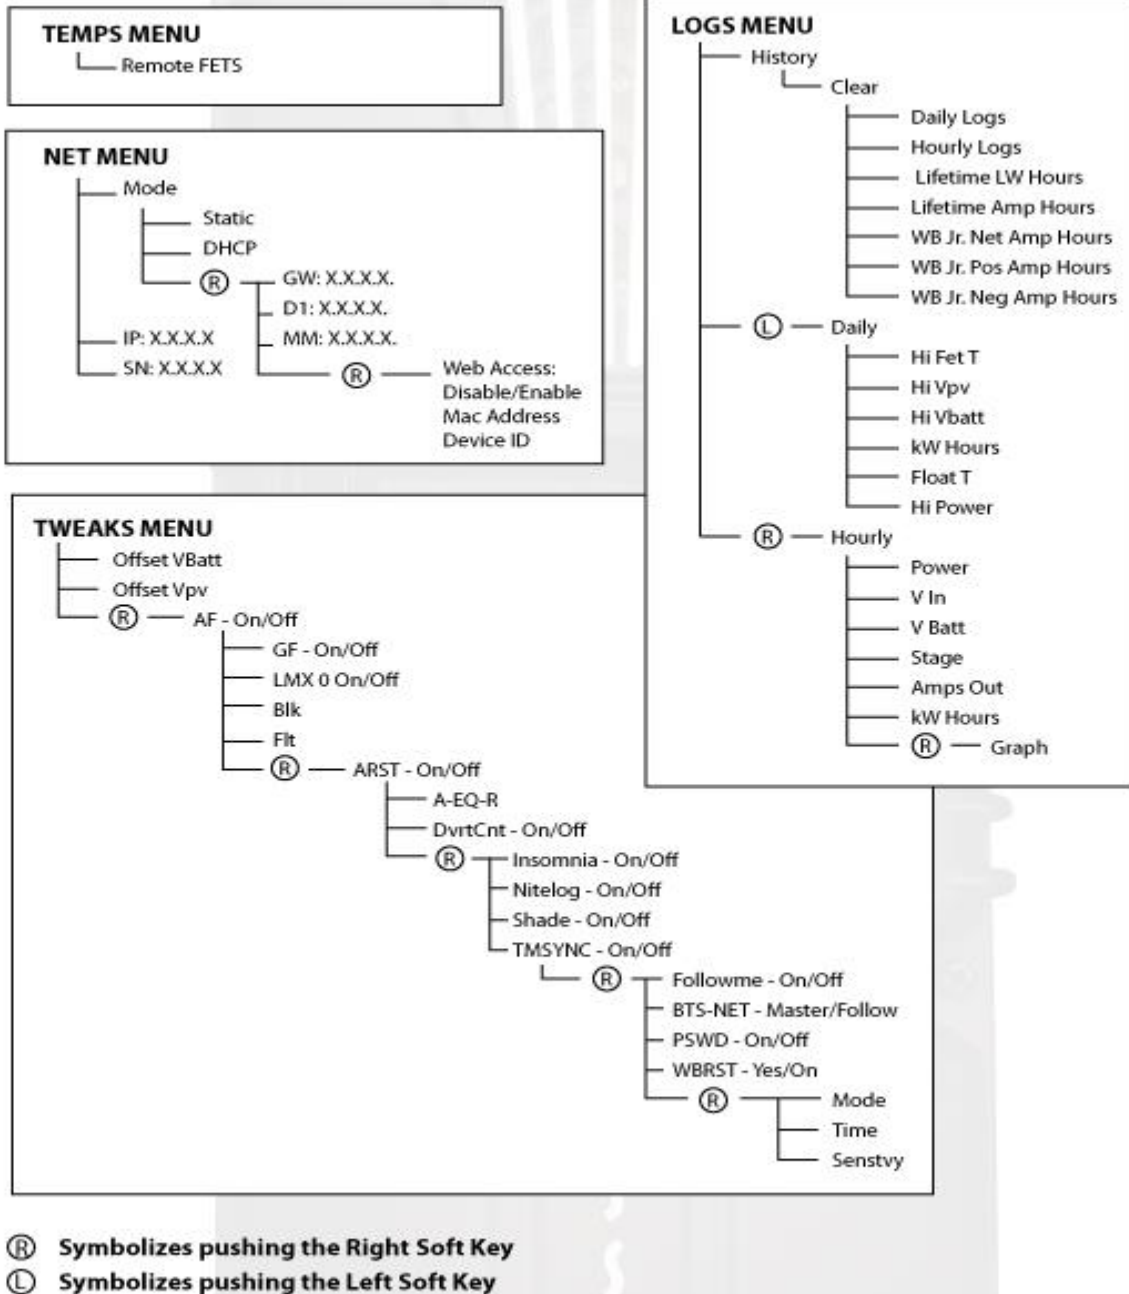 TEMPS MENU
Remote FETS
NET MENU
Mode
Static
DHCP
R GW: X.X.X.X.
D1: X.X.X.X.
IP: X.X.X.X MM: X.X.X.X.
SN: X.X.X.X R Web Access:
Disable/Enable
Mac Address
Device ID
LOGS MENU
History
Clear
Daily Logs
Hourly Logs
Lifetime LW Hours
Lifetime Amp Hours
WB Jr. Net Amp Hours
WB Jr. Pos Amp Hours
WB Jr. Neg Amp Hours
L Daily
Hi Fet T
Hi Vpv
Hi Vbatt
kW Hours
Float T
Hi Power
R Hourly
Power
V In
V Batt
Stage
Amps Out
kW Hours
R Graph
TWEAKS MENU
Offset VBatt
Offset Vpv
R AF - On/Off
GF - On/Off
LMX 0 On/Off
Blk
Flt
R ARST - On/Off
A-EQ-R
DvrtCnt - On/Off
R Insomnia - On/Off
Nitelog - On/Off
Shade - On/Off
TMSYNC - On/Off
R Followme - On/Off
BTS-NET - Master/Follow
PSWD - On/Off
WBRST - Yes/On
R Mode
Time
Senstvy
R Symbolizes pushing the Right Soft Key
L Symbolizes pushing the Left Soft Key